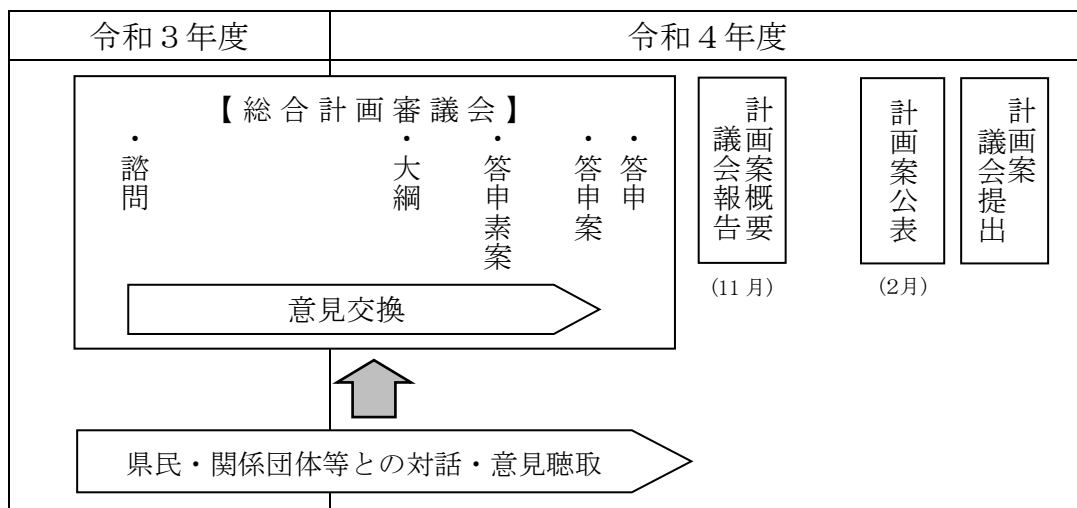 令和３年度
令和４年度
【総合計画審議会】
・諮問
・大綱
・答申素案
・答申案
・答申
意見交換
計画案概要
議会報告
(11月)
計画案公表
(2月)
計画案
議会提出
県民・関係団体等との対話・意見聴取